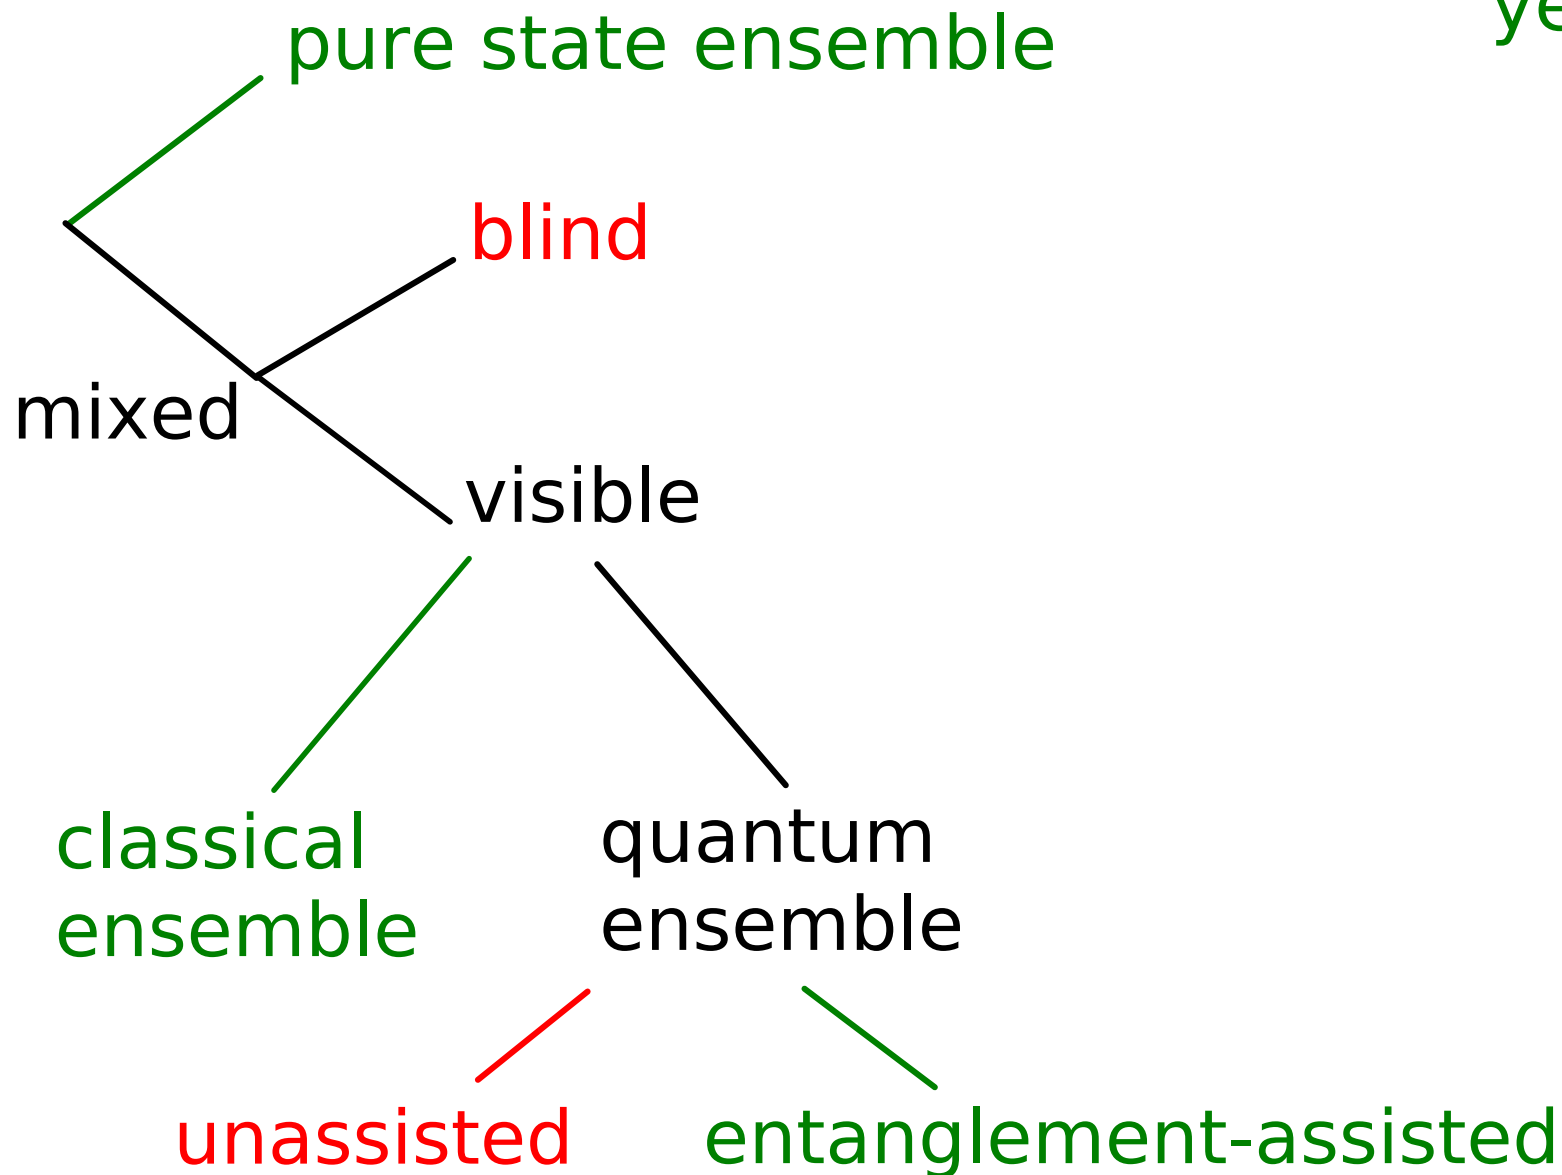 pure state ensemble
blind
mixed
visible
classical
ensemble
quantum
ensemble
unassisted
entanglement-assisted